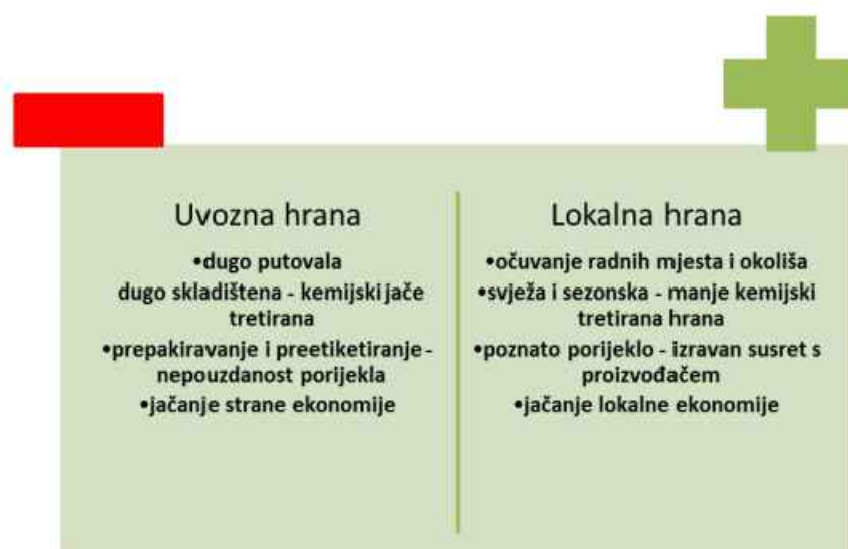 Uvozna hrana
•dugo putovala
dugo skladištena - kemijski jače
tretirana
•prepakiravanje i preetiketiranje-
nepouzdanost porijekla
•jačanje strane ekonomije
Lokalna hrana
•očuvanje radnih mjesta i okoliša
•svježa i sezonska - manje kemijski
tretirana hrana
•poznato porijeklo - izravan susret s
proizvođačem
•jačanje lokalne ekonomije